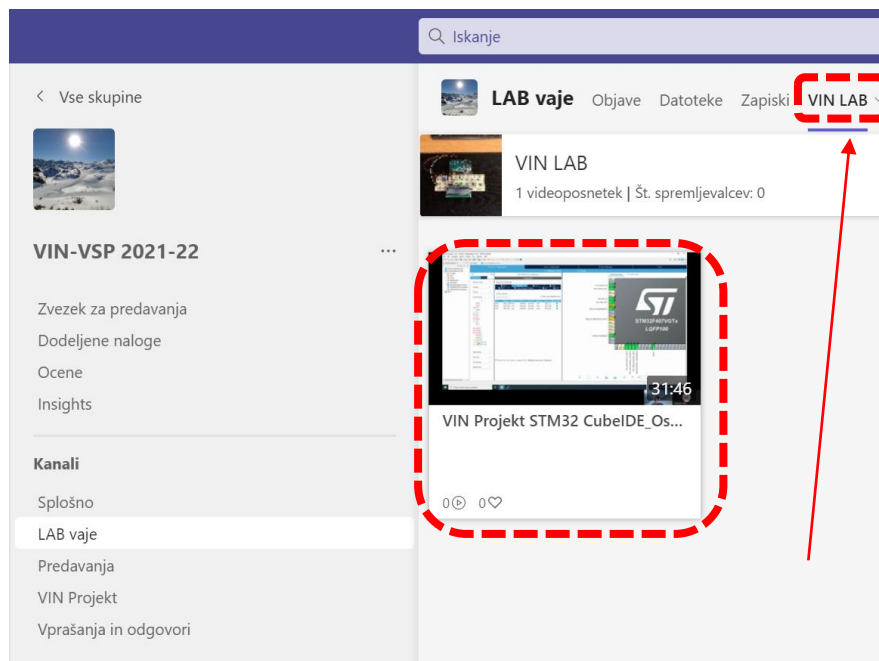 Iskanje
Vse skupine
VIN-VSP 2021-22
...
Zvezek za predavanja
Dodeljene naloge
Ocene
Insights
Kanali
Splošno
LAB vaje
Predavanja
VIN Projekt
Vprašanja in odgovori
LAB vaje Objave Datoteke Zapiski VIN LAB
VIN LAB
1 videoposnetek | Št. spremljevalcev: 0
STM32F407VGTx
LQFP100
31:46
VIN Projekt STM32 CubeIDE_Os...
0 0